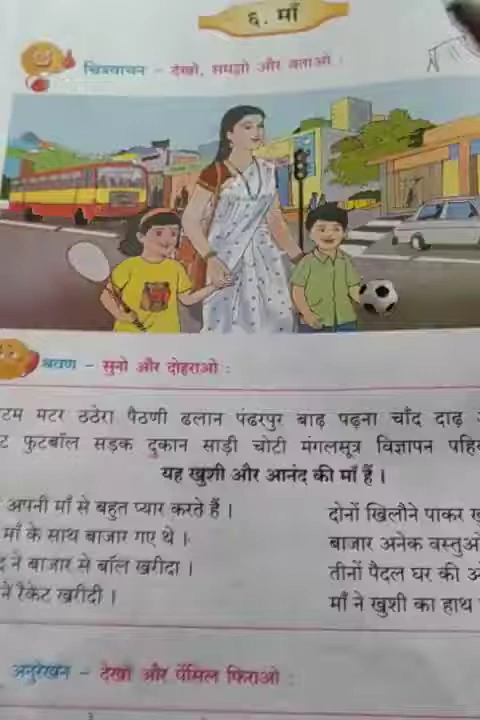 ६. माँ
चित्रवाचन - देखो, समझो और बताओ :
श्रवण - सुनो और दोहराओ :
टम मटर ठठेरा पैठणी ढलान पंढरपुर बाढ़ पढ़ना चाँद दाढ़
ट फुटबॉल सड़क दुकान साड़ी चोटी मंगलसूत्र विज्ञापन पहि
यह खुशी और आनंद की माँ हैं ।
अपनी माँ से बहुत प्यार करते हैं ।
दोनों खिलौने पाकर ख
माँ के साथ बाजार गए थे ।
बाजार अनेक वस्तुओ
ने बाजार से बॉल खरीदा ।
तीनों पैदल घर की ओ
ने रैकेट खरीदी ।
माँ ने खुशी का हाथ
अनुरेखन - देखो और पेंसिल फिराओ :